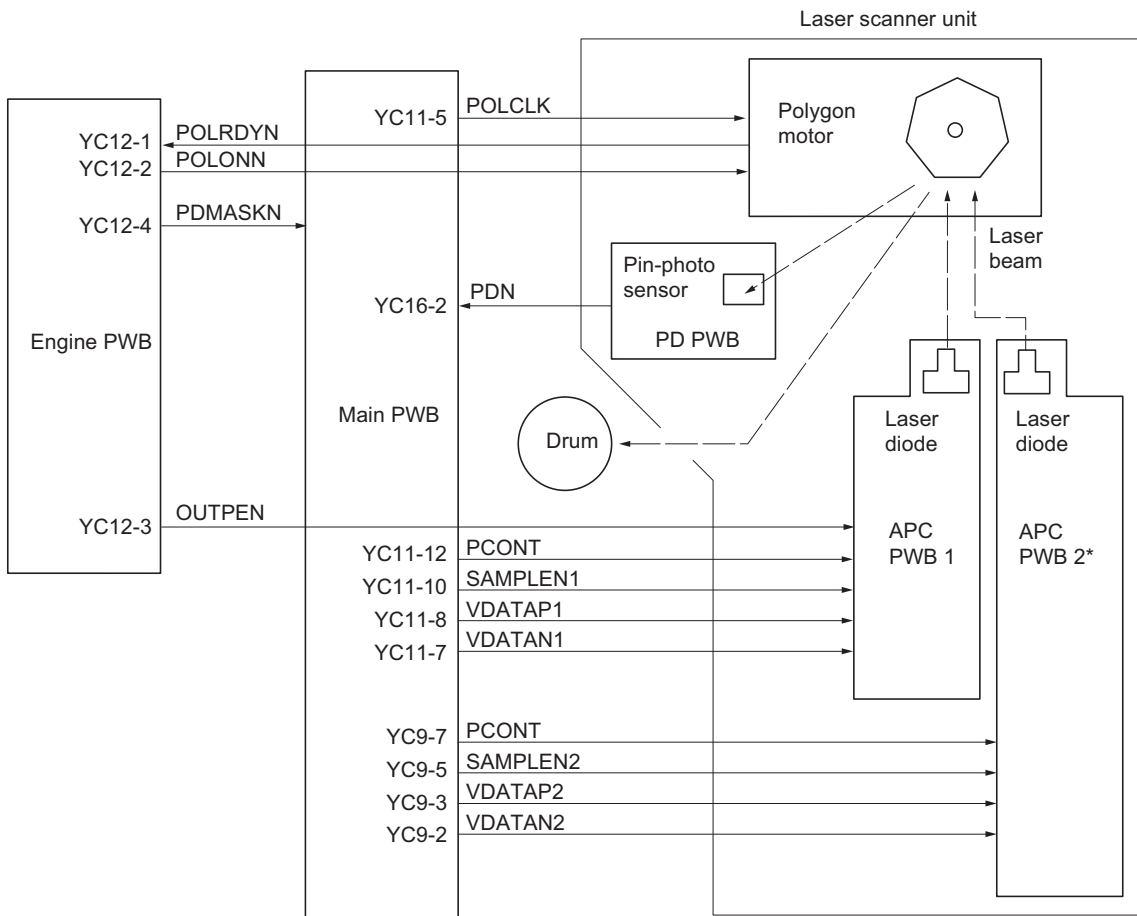 Laser scanner unit
YC11-5
POLCLK
Polygon
motor
YC12-1
POLRDYN
YC12-2
POLONN
YC12-4
PDMASKN
Laser
beam
Pin-photo
sensor
YC16-2
PDN
PD PWB
Engine PWB
Main PWB
Drum
Laser
diode
Laser
diode
YC12-3
OUTPEN
APC
PWB 1
APC
PWB 2*
YC11-12
PCONT
YC11-10
SAMPLEN1
YC11-8
VDATAP1
YC11-7
VDATAN1
YC9-7
PCONT
YC9-5
SAMPLEN2
YC9-3
VDATAP2
YC9-2
VDATAN2